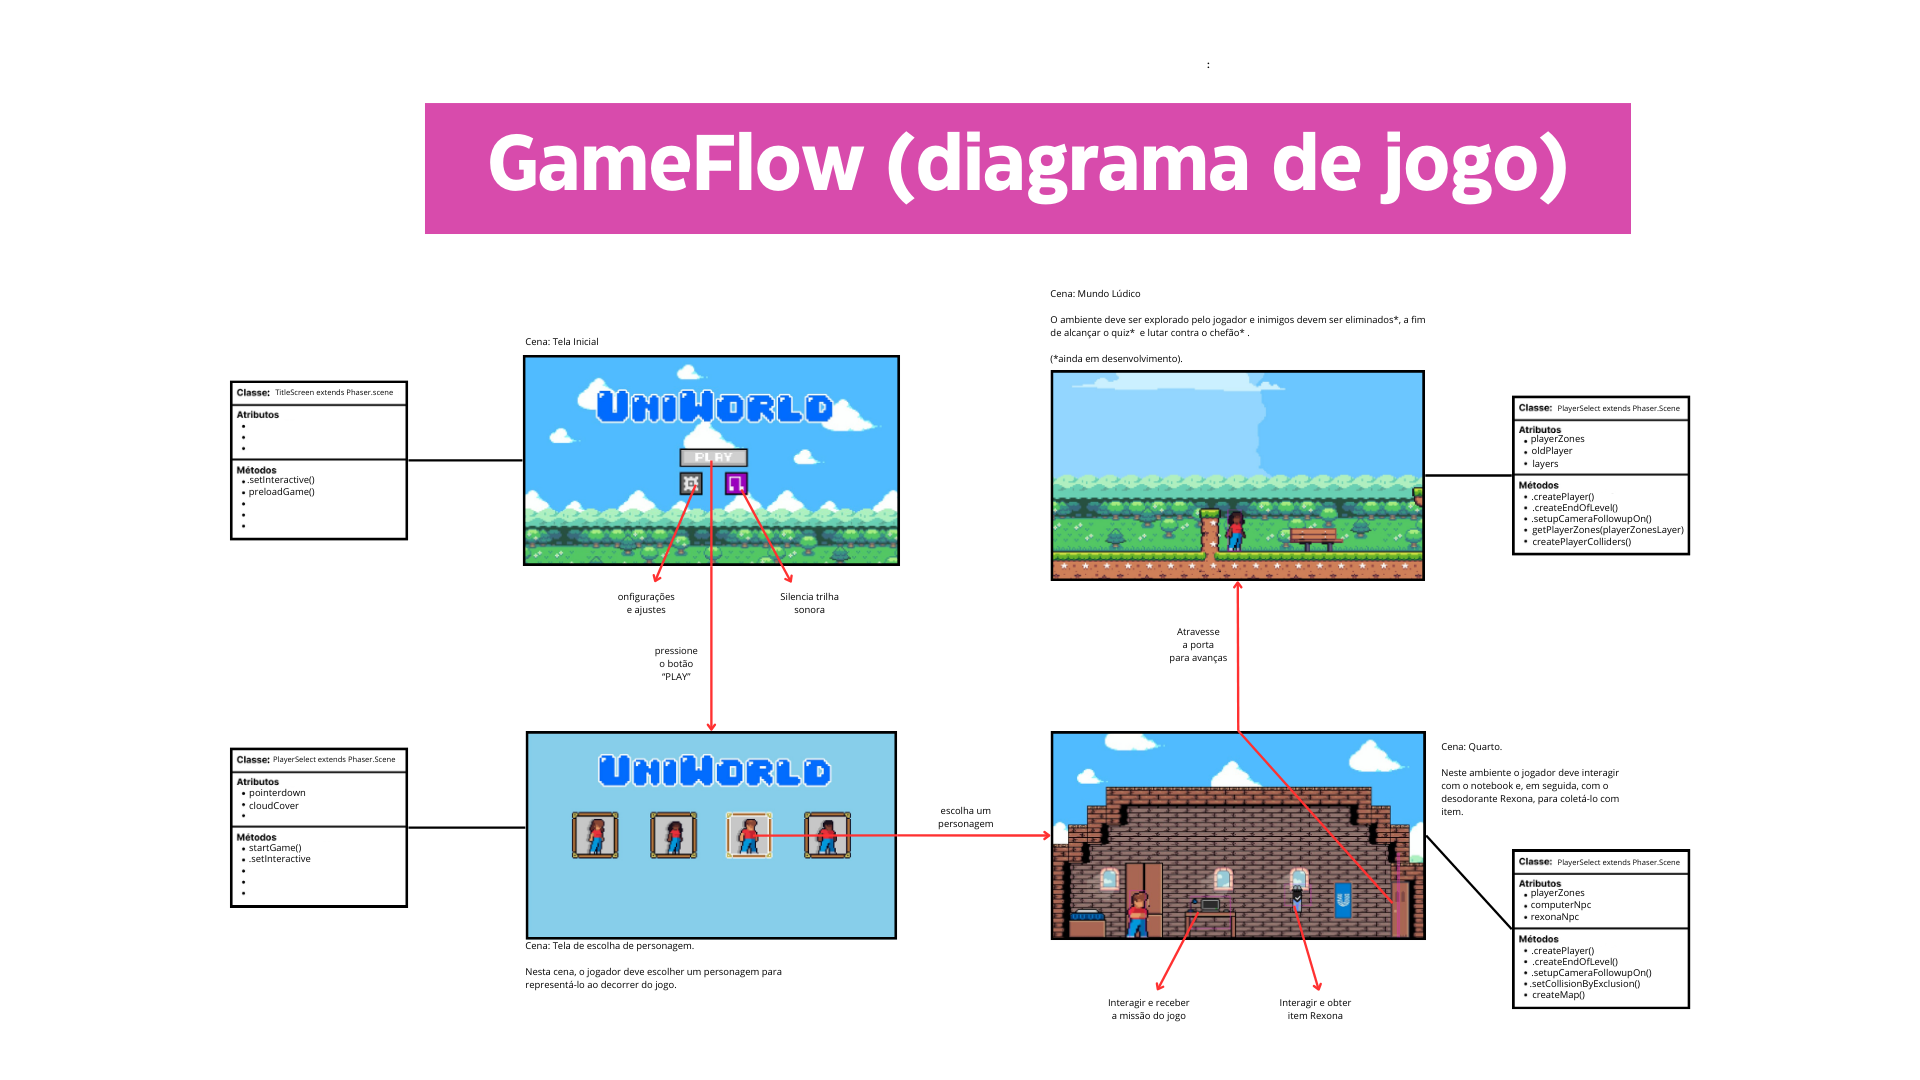 :
GameFlow (diagrama de jogo)
Cena: Tela Inicial
Classe: TitleScreen extends Phaser.scene
Atributos
Métodos
.setInteractive()
preloadGame()
UNIWORLD
PLAY
onfigurações
e ajustes
Silencia trilha
sonora
pressione
o botão
“PLAY”
Classe: PlayerSelect extends Phaser.Scene
Atributos
pointerdown
cloudCover
Métodos
startGame()
.setInteractive
UNIWORLD
Cena: Tela de escolha de personagem.
Nesta cena, o jogador deve escolher um personagem para
representá-lo ao decorrer do jogo.
escolha um
personagem
Cena: Mundo Lúdico
O ambiente deve ser explorado pelo jogador e inimigos devem ser eliminados*, a fim
de alcançar o quiz*  e lutar contra o chefão* .
(*ainda em desenvolvimento).
Classe: PlayerSelect extends Phaser.Scene
Atributos
playerZones
oldPlayer
layers
Métodos
.createPlayer()
.createEndOfLevel()
.setupCameraFollowupOn()
getPlayerZones(playerZonesLayer)
createPlayerColliders()
Atravesse
a porta
para avanças
Cena: Quarto.
Neste ambiente o jogador deve interagir
com o notebook e, em seguida, com o
desodorante Rexona, para coletá-lo com
item.
Classe: PlayerSelect extends Phaser.Scene
Atributos
playerZones
computerNpc
rexonaNpc
Métodos
.createPlayer()
.createEndOfLevel()
.setupCameraFollowupOn()
.setCollisionByExclusion()
createMap()
Interagir e receber
a missão do jogo
Interagir e obter
item Rexona